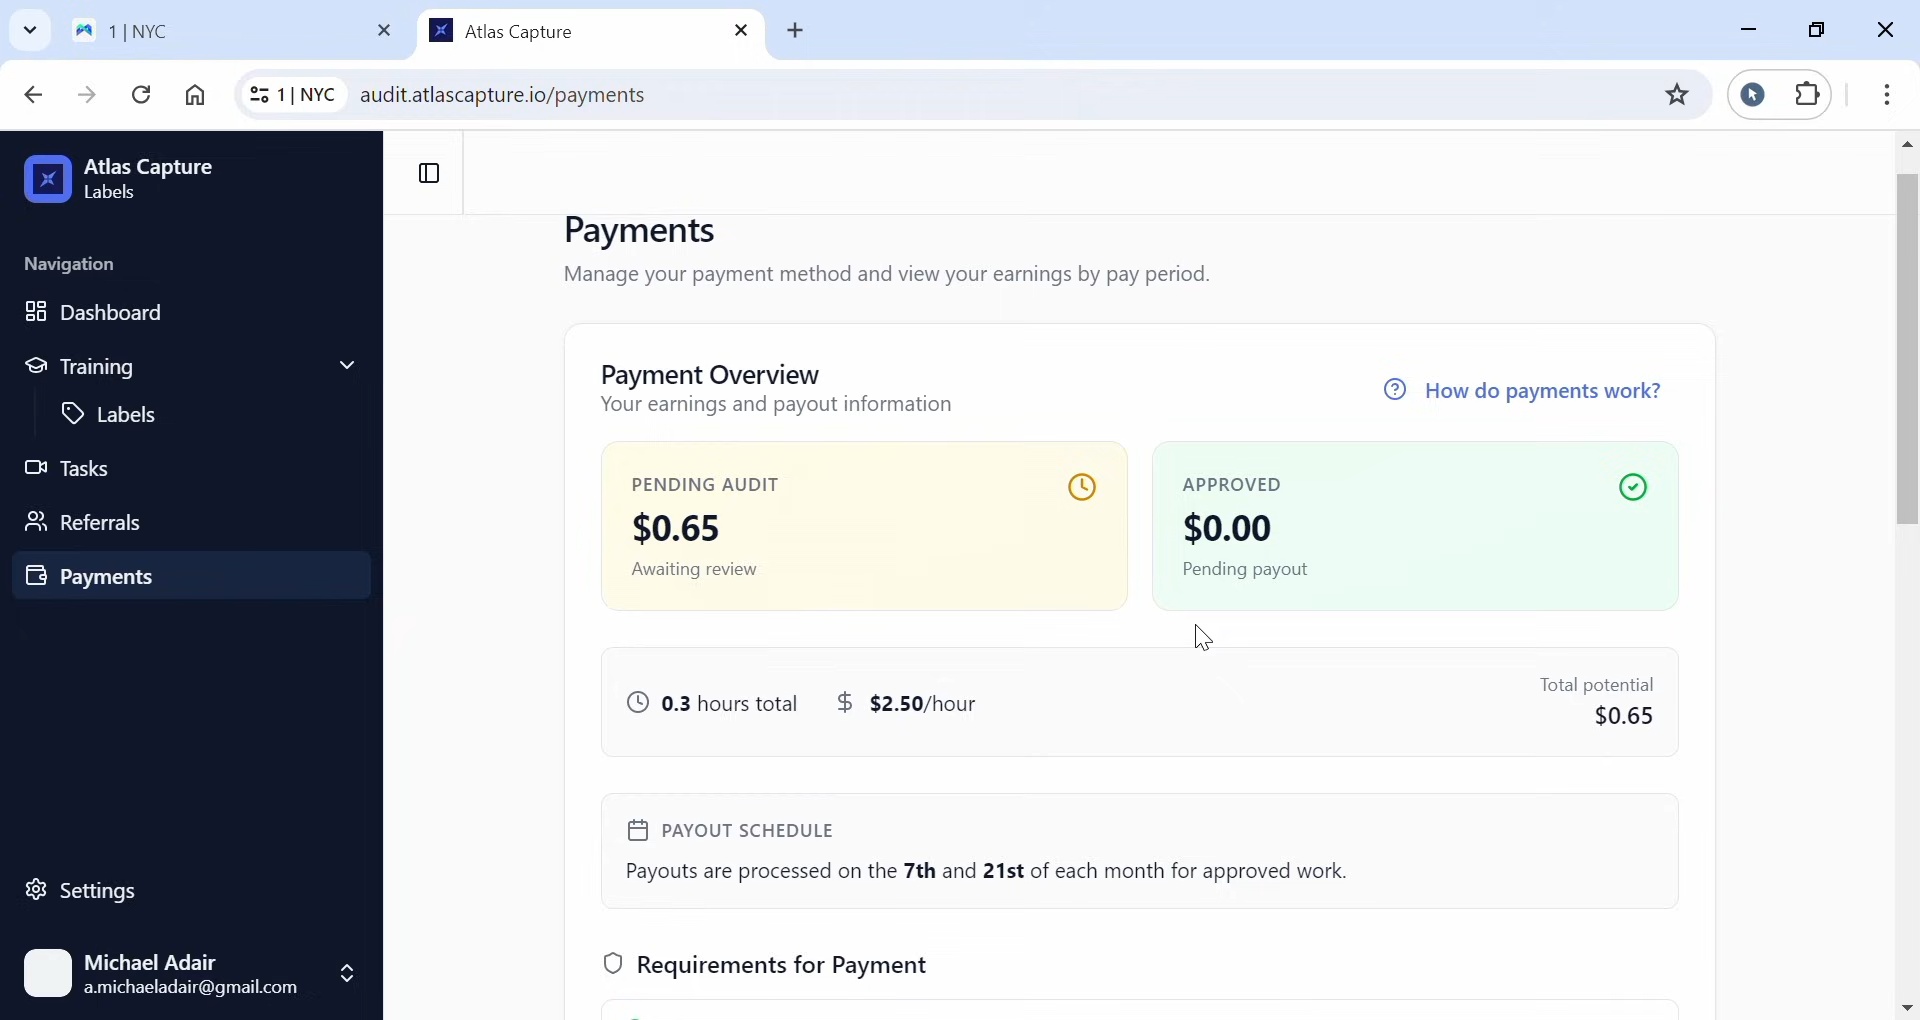 1 | NYC
Atlas Capture
1 | NYC
audit.atlascapture.io/payments
Atlas Capture
Labels
Navigation
Dashboard
Training
Labels
Tasks
Referrals
Payments
Settings
Michael Adair
a.michaeladair@gmail.com
Payments
Manage your payment method and view your earnings by pay period.
Payment Overview
Your earnings and payout information
How do payments work?
PENDING AUDIT
$0.65
Awaiting review
APPROVED
$0.00
Pending payout
0.3 hours total
$2.50/hour
Total potential
$0.65
PAYOUT SCHEDULE
Payouts are processed on the 7th and 21st of each month for approved work.
Requirements for Payment